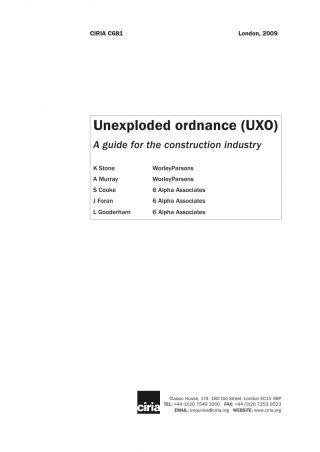 CIRIA C681 London, 2009
Unexploded ordnance (UXO)
A guide for the construction industry
K Stone WorleyParsons
A Murray WorleyParsons
S Cooke 6 Alpha Associates
J Foran 6 Alpha Associates
L Gooderham 6 Alpha Associates
ciria
Classic House, 174–180 Old Street, London EC1V 9BP
TEL: +44 (0)20 7549 3300 FAX: +44 (0)20 7253 0523
EMAIL: enquiries@ciria.org WEBSITE: www.ciria.org